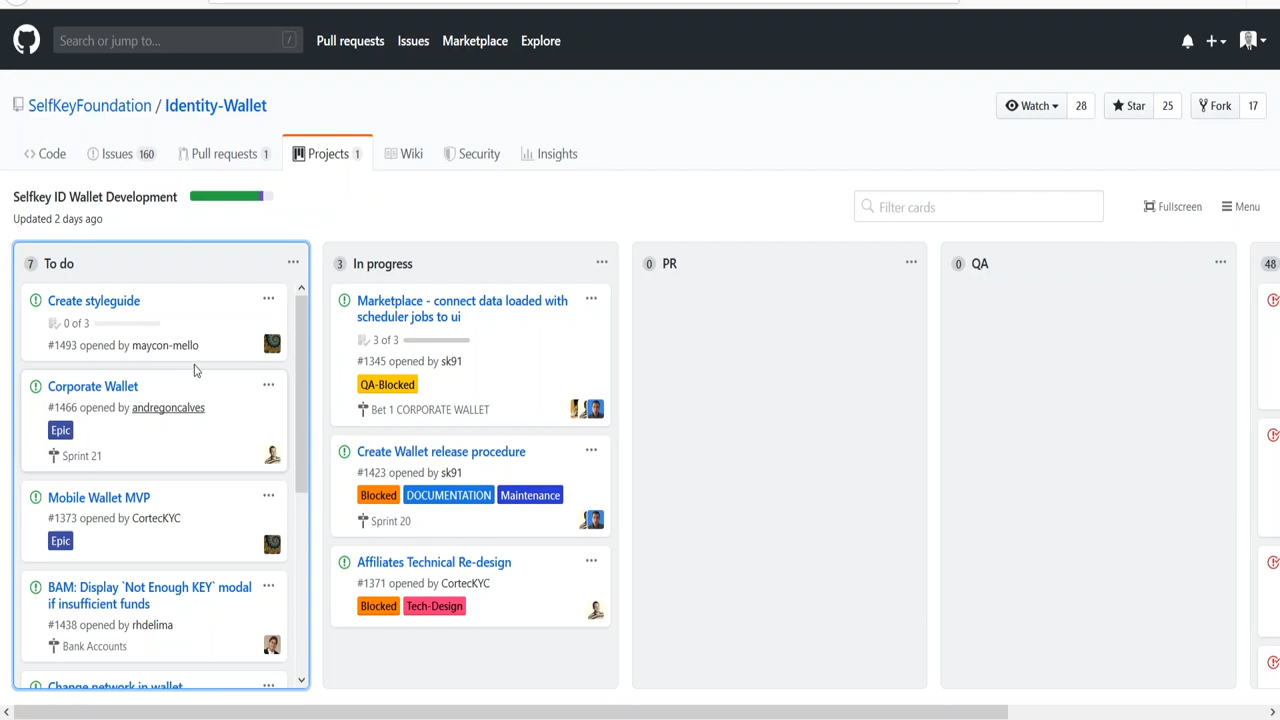 Search or jump to...
/
Pull requests
Issues
Marketplace
Explore
SelfKeyFoundation / Identity-Wallet
Watch
28
Star
25
Fork
17
Code
Issues 160
Pull requests 1
Projects 1
Wiki
Security
Insights
Selfkey ID Wallet Development
Updated 2 days ago
Filter cards
Fullscreen
Menu
7 To do
Create styleguide
0 of 3
#1493 opened by maycon-mello
Corporate Wallet
#1466 opened by andregoncalves
Epic
Sprint 21
Mobile Wallet MVP
#1373 opened by CortecKYC
Epic
BAM: Display `Not Enough KEY` modal
if insufficient funds
#1438 opened by rhdelima
Bank Accounts
Change network in wallet
3 In progress
Marketplace - connect data loaded with
scheduler jobs to ui
3 of 3
#1345 opened by sk91
QA-Blocked
Bet 1 CORPORATE WALLET
Create Wallet release procedure
#1423 opened by sk91
Blocked DOCUMENTATION Maintenance
Sprint 20
Affiliates Technical Re-design
#1371 opened by CortecKYC
Blocked Tech-Design
0 PR
0 QA
48